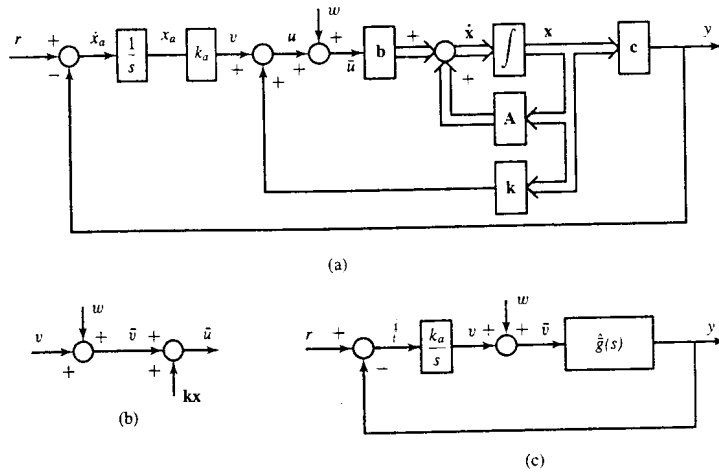 r + − ẋₐ 1/s xₐ kₐ v + + u w + + ū b + + ẋ ∫ x c y
A
k
(a)
v + w + v̄ + + ū
kx
(b)
r + − kₐ/s v + w + v̄ ĝ̄(s) y
(c)